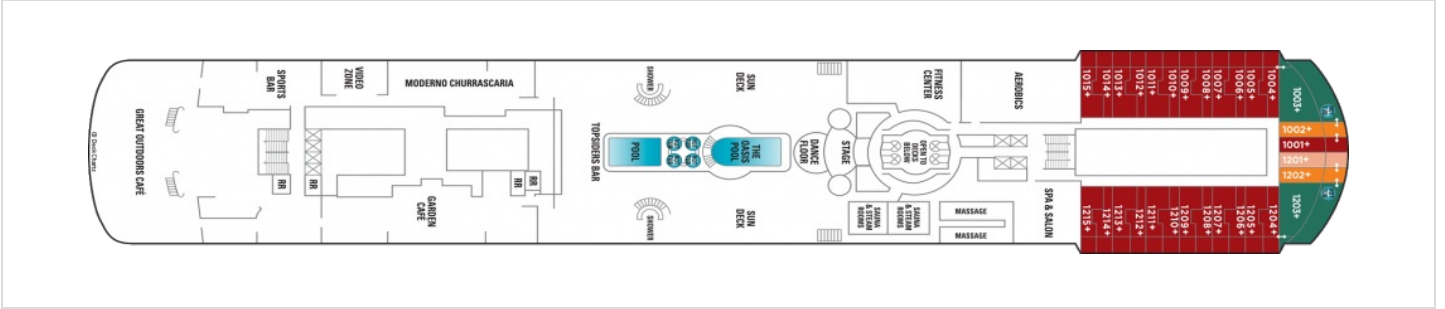 © DeckCharts
GREAT OUTDOORS CAFÉ
SPORTS
BAR
VIDEO
ZONE
MODERNO CHURRASCARIA
RR
RR
GARDEN
CAFÉ
RR
RR
TOPSIDERS BAR
SHOWER
SHOWER
POOL
THE
OASIS
POOL
SUN
DECK
SUN
DECK
DANCE
FLOOR
STAGE
OPEN TO
DECKS
BELOW
SAUNA
& STEAM
ROOMS
SAUNA
& STEAM
ROOMS
FITNESS
CENTER
MASSAGE
MASSAGE
AEROBICS
SPA & SALON
1015+
1014+
1013+
1012+
1011+
1010+
1009+
1008+
1007+
1006+
1005+
1004+
1003+
1002+
1001+
1201+
1202+
1203+
1215+
1214+
1213+
1212+
1211+
1210+
1209+
1208+
1207+
1206+
1205+
1204+